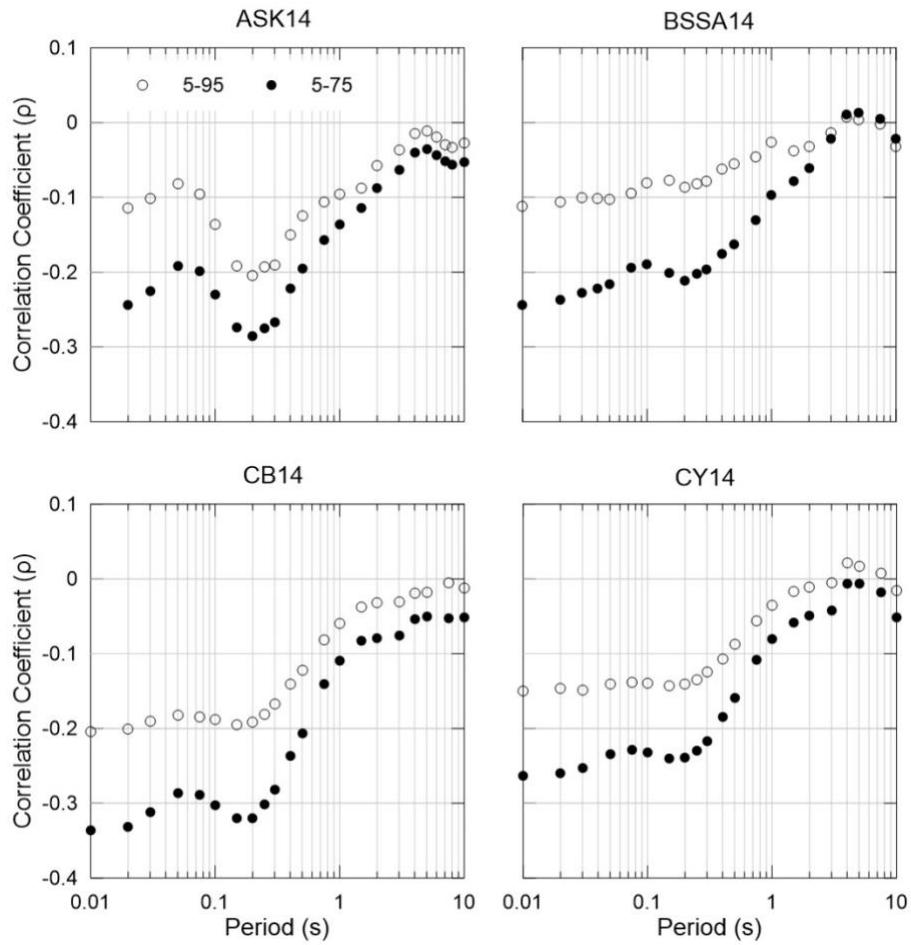 ASK14
BSSA14
0.1
0
-0.1
-0.2
-0.3
-0.4
Correlation Coefficient (ρ)
5-95 5-75
CB14
CY14
0.1
0
-0.1
-0.2
-0.3
-0.4
Correlation Coefficient (ρ)
0.01 0.1 1 10
Period (s)
0.01 0.1 1 10
Period (s)